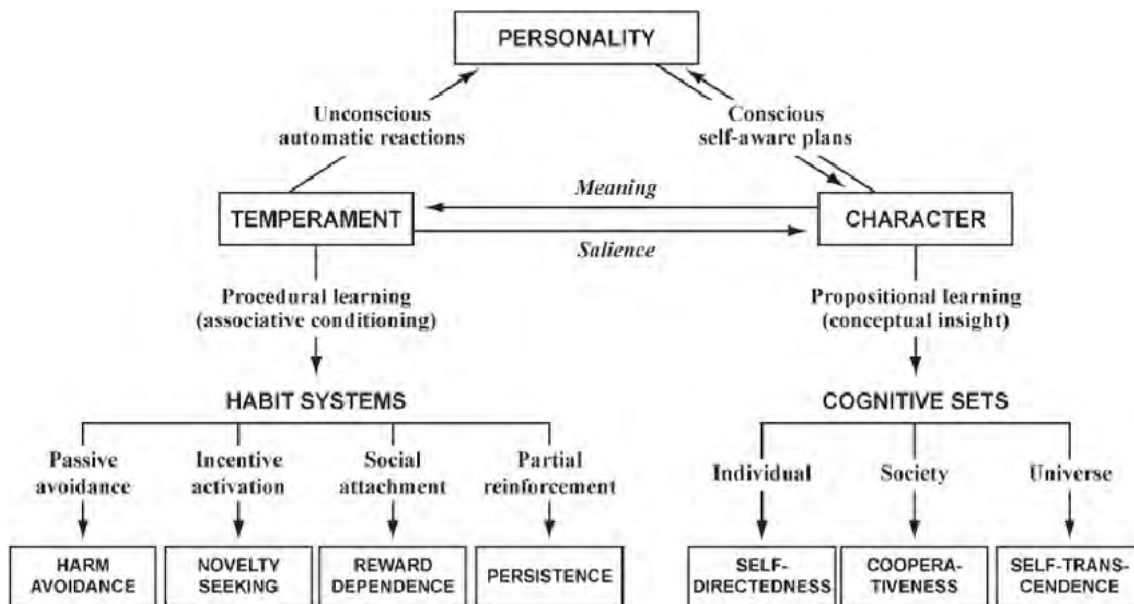 PERSONALITY
Unconscious
automatic reactions
Conscious
self-aware plans
Meaning
TEMPERAMENT
CHARACTER
Salience
Procedural learning
(associative conditioning)
Propositional learning
(conceptual insight)
HABIT SYSTEMS
COGNITIVE SETS
Passive
avoidance
Incentive
activation
Social
attachment
Partial
reinforcement
Individual
Society
Universe
HARM
AVOIDANCE
NOVELTY
SEEKING
REWARD
DEPENDENCE
PERSISTENCE
SELF-
DIRECTEDNESS
COOPERA-
TIVENESS
SELF-TRANS-
CENDENCE